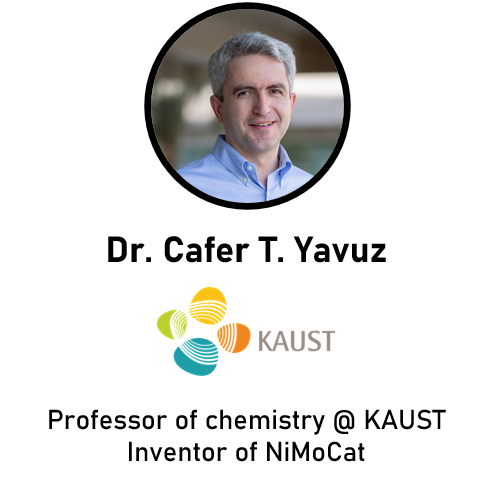 Dr. Cafer T. Yavuz
KAUST
Professor of chemistry @ KAUST
Inventor of NiMoCat